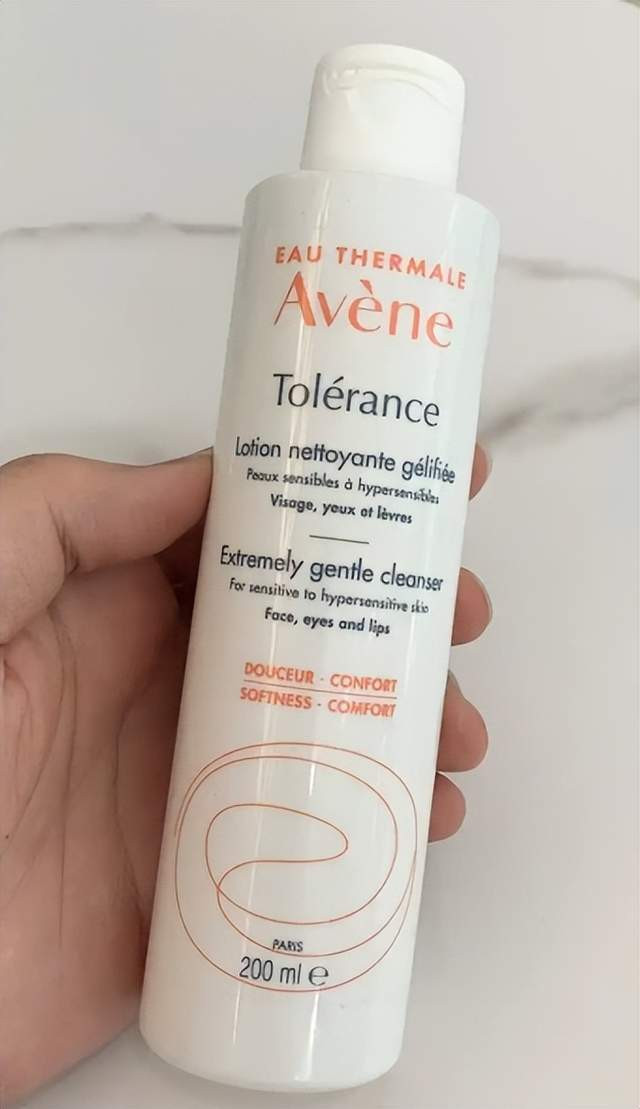 EAU THERMALE
Avène
Tolérance
Lotion nettoyante gélifiée
Peaux sensibles à hypersensibles
Visage, yeux et lèvres
Extremely gentle cleanser
For sensitive to hypersensitive skin
Face, eyes and lips
DOUCEUR · CONFORT
SOFTNESS · COMFORT
PARIS
200 ml ℮